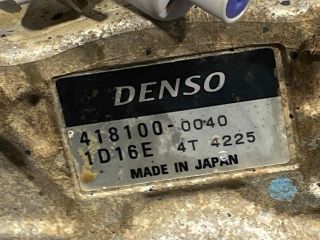 DENSO
418100-0040
1D16E 4T 4225
MADE IN JAPAN